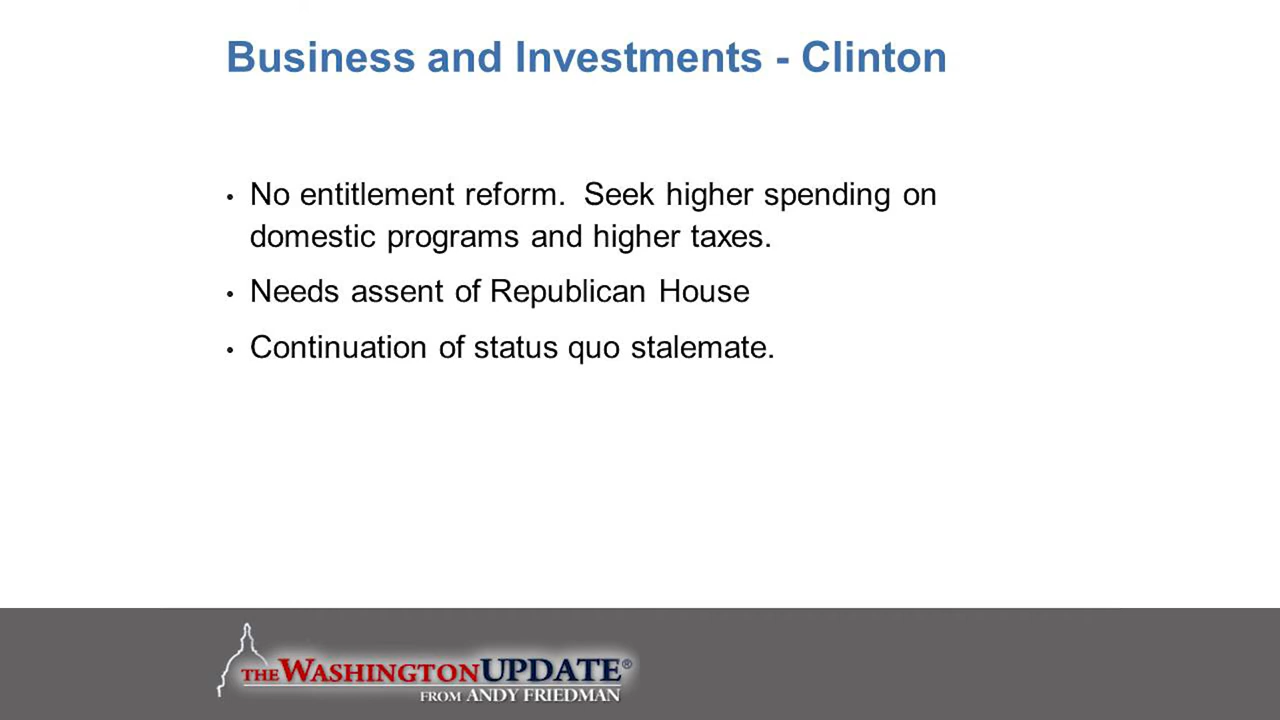 Business and Investments - Clinton
• No entitlement reform.  Seek higher spending on
domestic programs and higher taxes.
• Needs assent of Republican House
• Continuation of status quo stalemate.
THE WASHINGTON UPDATE®
FROM ANDY FRIEDMAN